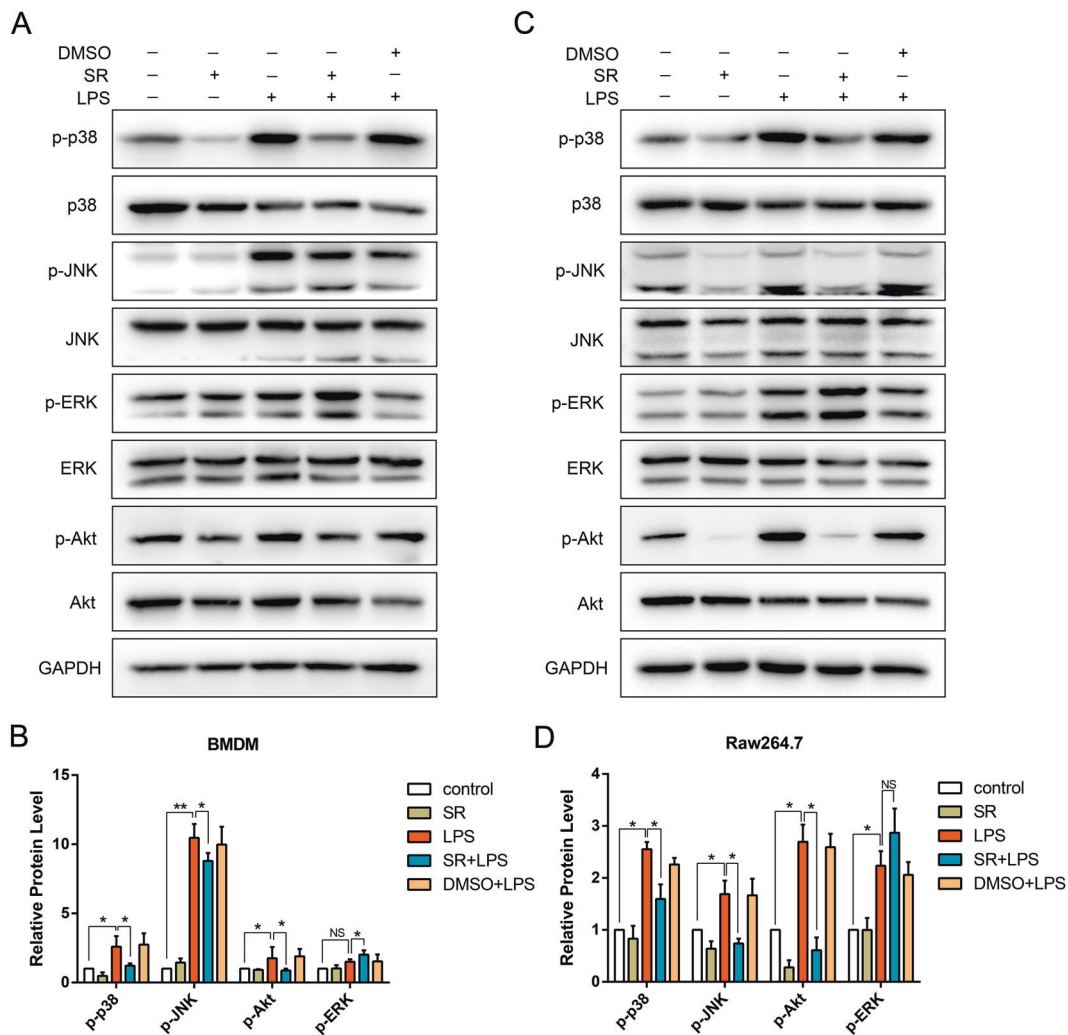 A
DMSO – – – – +
SR – + – + –
LPS – – + + +
p-p38
p38
p-JNK
JNK
p-ERK
ERK
p-Akt
Akt
GAPDH
C
DMSO – – – – +
SR – + – + –
LPS – – + + +
p-p38
p38
p-JNK
JNK
p-ERK
ERK
p-Akt
Akt
GAPDH
B
BMDM
Relative Protein Level
15
10
5
0
* *
** *
* *
NS *
p-p38 p-JNK p-Akt p-ERK
control
SR
LPS
SR+LPS
DMSO+LPS
D
Raw264.7
Relative Protein Level
4
3
2
1
0
* *
* *
* *
* NS
p-p38 p-JNK p-Akt p-ERK
control
SR
LPS
SR+LPS
DMSO+LPS